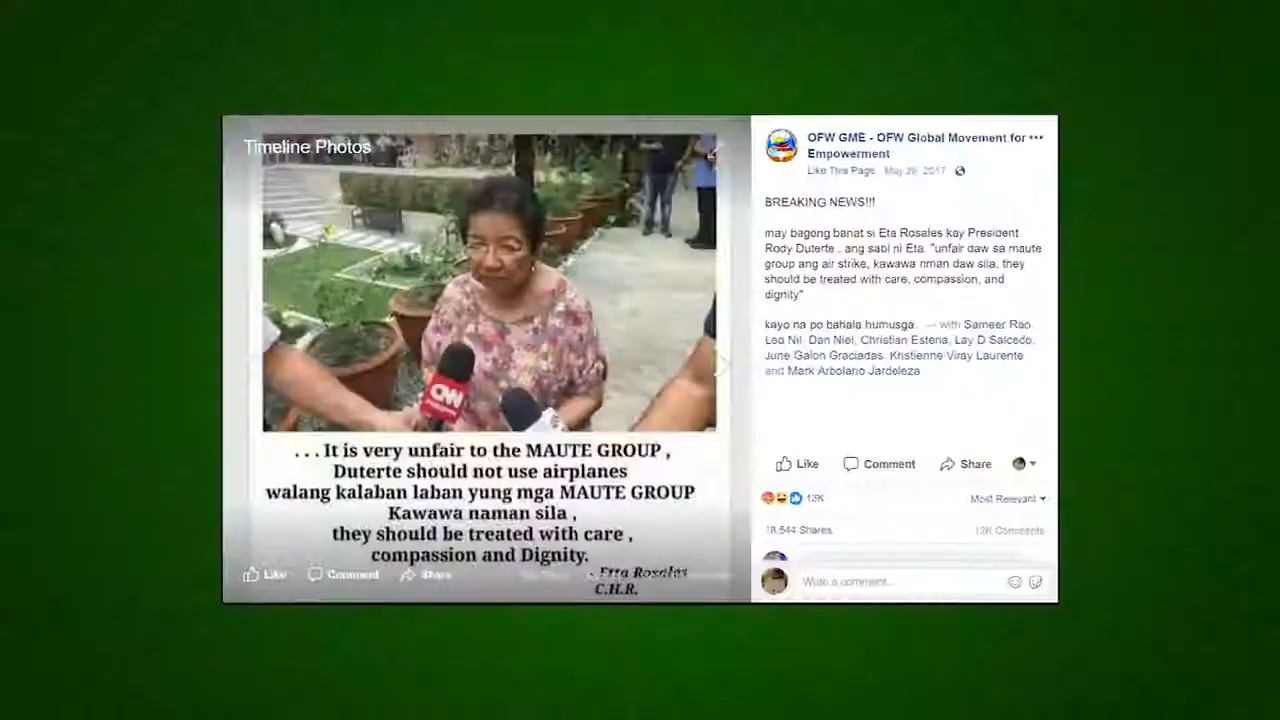 Timeline Photos
CNN
. . . It is very unfair to the MAUTE GROUP ,
Duterte should not use airplanes
walang kalaban laban yung mga MAUTE GROUP
Kawawa naman sila ,
they should be treated with care ,
compassion and Dignity.
- Etta Rosales
C.H.R.
Like Comment Share
OFW GME - OFW Global Movement for
Empowerment
Like This Page
May 2017
BREAKING NEWS!!!
may bagong banat si Eta Rosales kay President
Rody Duterte , ang sabi ni Eta. "unfair daw sa maute
group ang air strike, kawawa nman daw sila, they
should be treated with care, compassion, and
dignity"
kayo na po bahala humusga. — with Sameer Rao,
Leo Nil, Dan Niel, Christian Estena, Lay D Salcedo,
June Galon Graciadas, Kristienne Viray Laurente
and Mark Arbolario Jardeleza
Like Comment Share
13K Most Relevant
18,544 Shares 12K Comments
Write a comment...